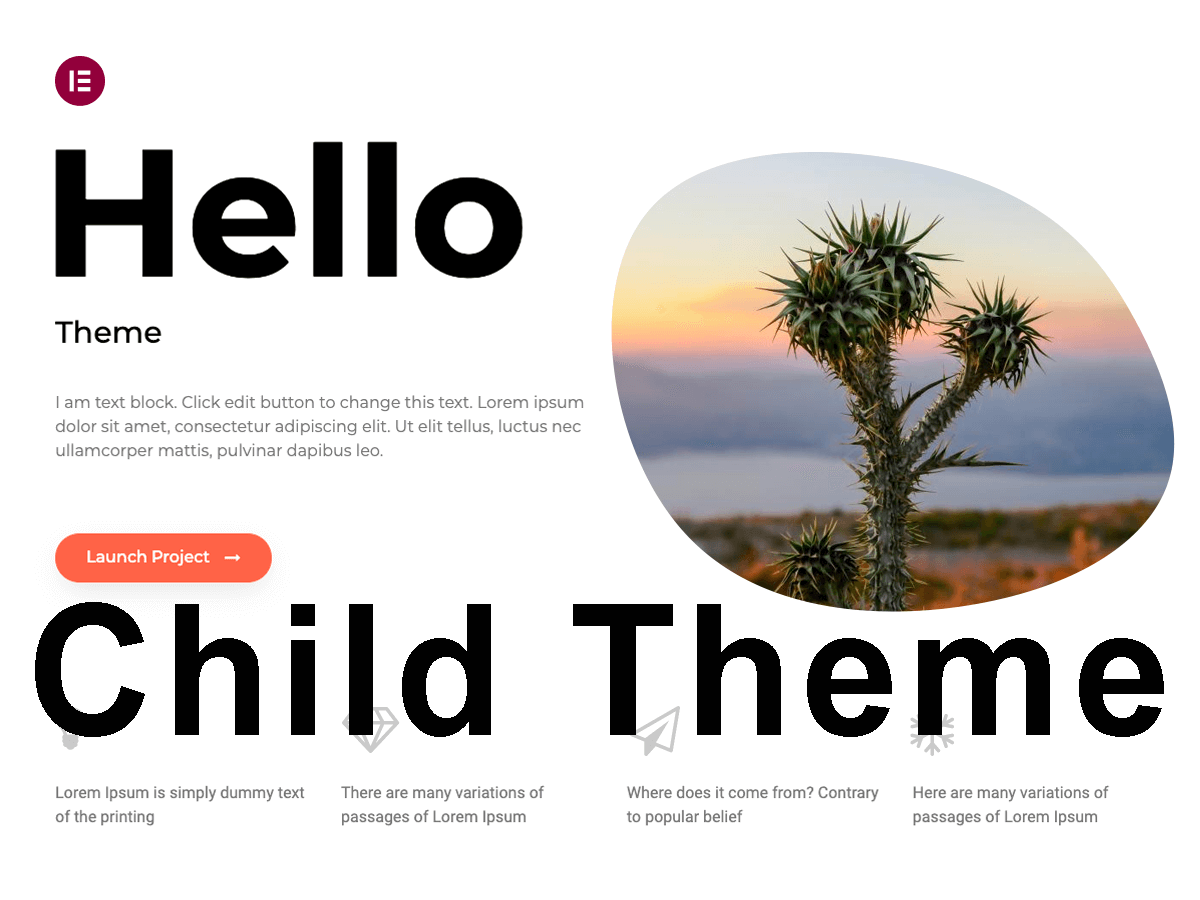 Hello
Theme
I am text block. Click edit button to change this text. Lorem ipsum
dolor sit amet, consectetur adipiscing elit. Ut elit tellus, luctus nec
ullamcorper mattis, pulvinar dapibus leo.
Launch Project
Child Theme
Lorem Ipsum is simply dummy text
of the printing
There are many variations of
passages of Lorem Ipsum
Where does it come from? Contrary
to popular belief
Here are many variations of
passages of Lorem Ipsum